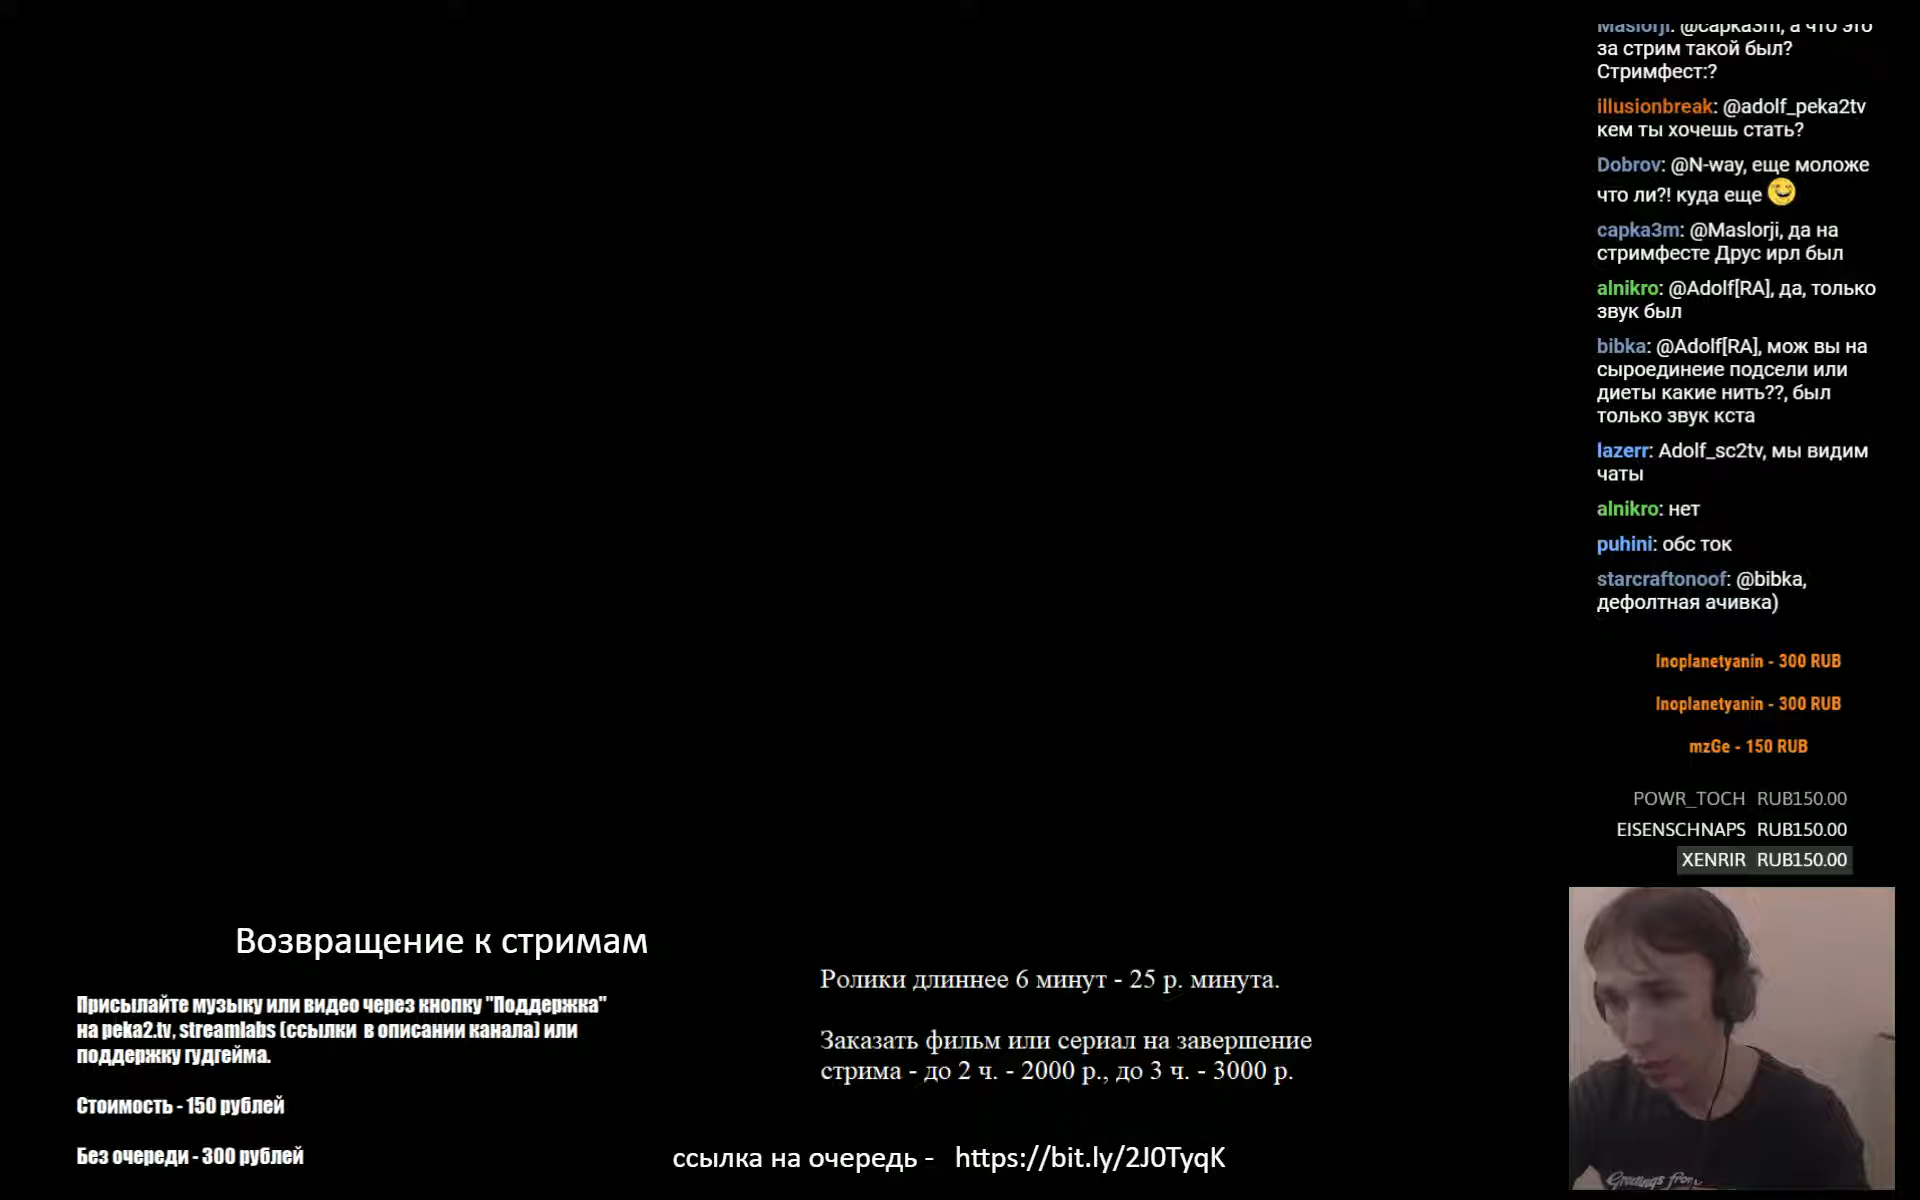 Maslorji: @capka3m, а что это
за стрим такой был?
Стримфест:?
illusionbreak: @adolf_peka2tv
кем ты хочешь стать?
Dobrov: @N-way, еще моложе
что ли?! куда еще
capka3m: @Maslorji, да на
стримфесте Друс ирл был
alnikro: @Adolf[RA], да, только
звук был
bibka: @Adolf[RA], мож вы на
сыроединеие подсели или
диеты какие нить??, был
только звук кста
lazerr: Adolf_sc2tv, мы видим
чаты
alnikro: нет
puhini: обс ток
starcraftonoof: @bibka,
дефолтная ачивка)
Inoplanetyanin - 300 RUB
Inoplanetyanin - 300 RUB
mzGe - 150 RUB
POWR_TOCH RUB150.00
EISENSCHNAPS RUB150.00
XENRIR RUB150.00
Возвращение к стримам
Присылайте музыку или видео через кнопку "Поддержка"
на peka2.tv, streamlabs (ссылки в описании канала) или
поддержку гудгейма.
Стоимость - 150 рублей
Без очереди - 300 рублей
Ролики длиннее 6 минут - 25 р. минута.
Заказать фильм или сериал на завершение
стрима - до 2 ч. - 2000 р., до 3 ч. - 3000 р.
ссылка на очередь - https://bit.ly/2J0TyqK
Greetings from